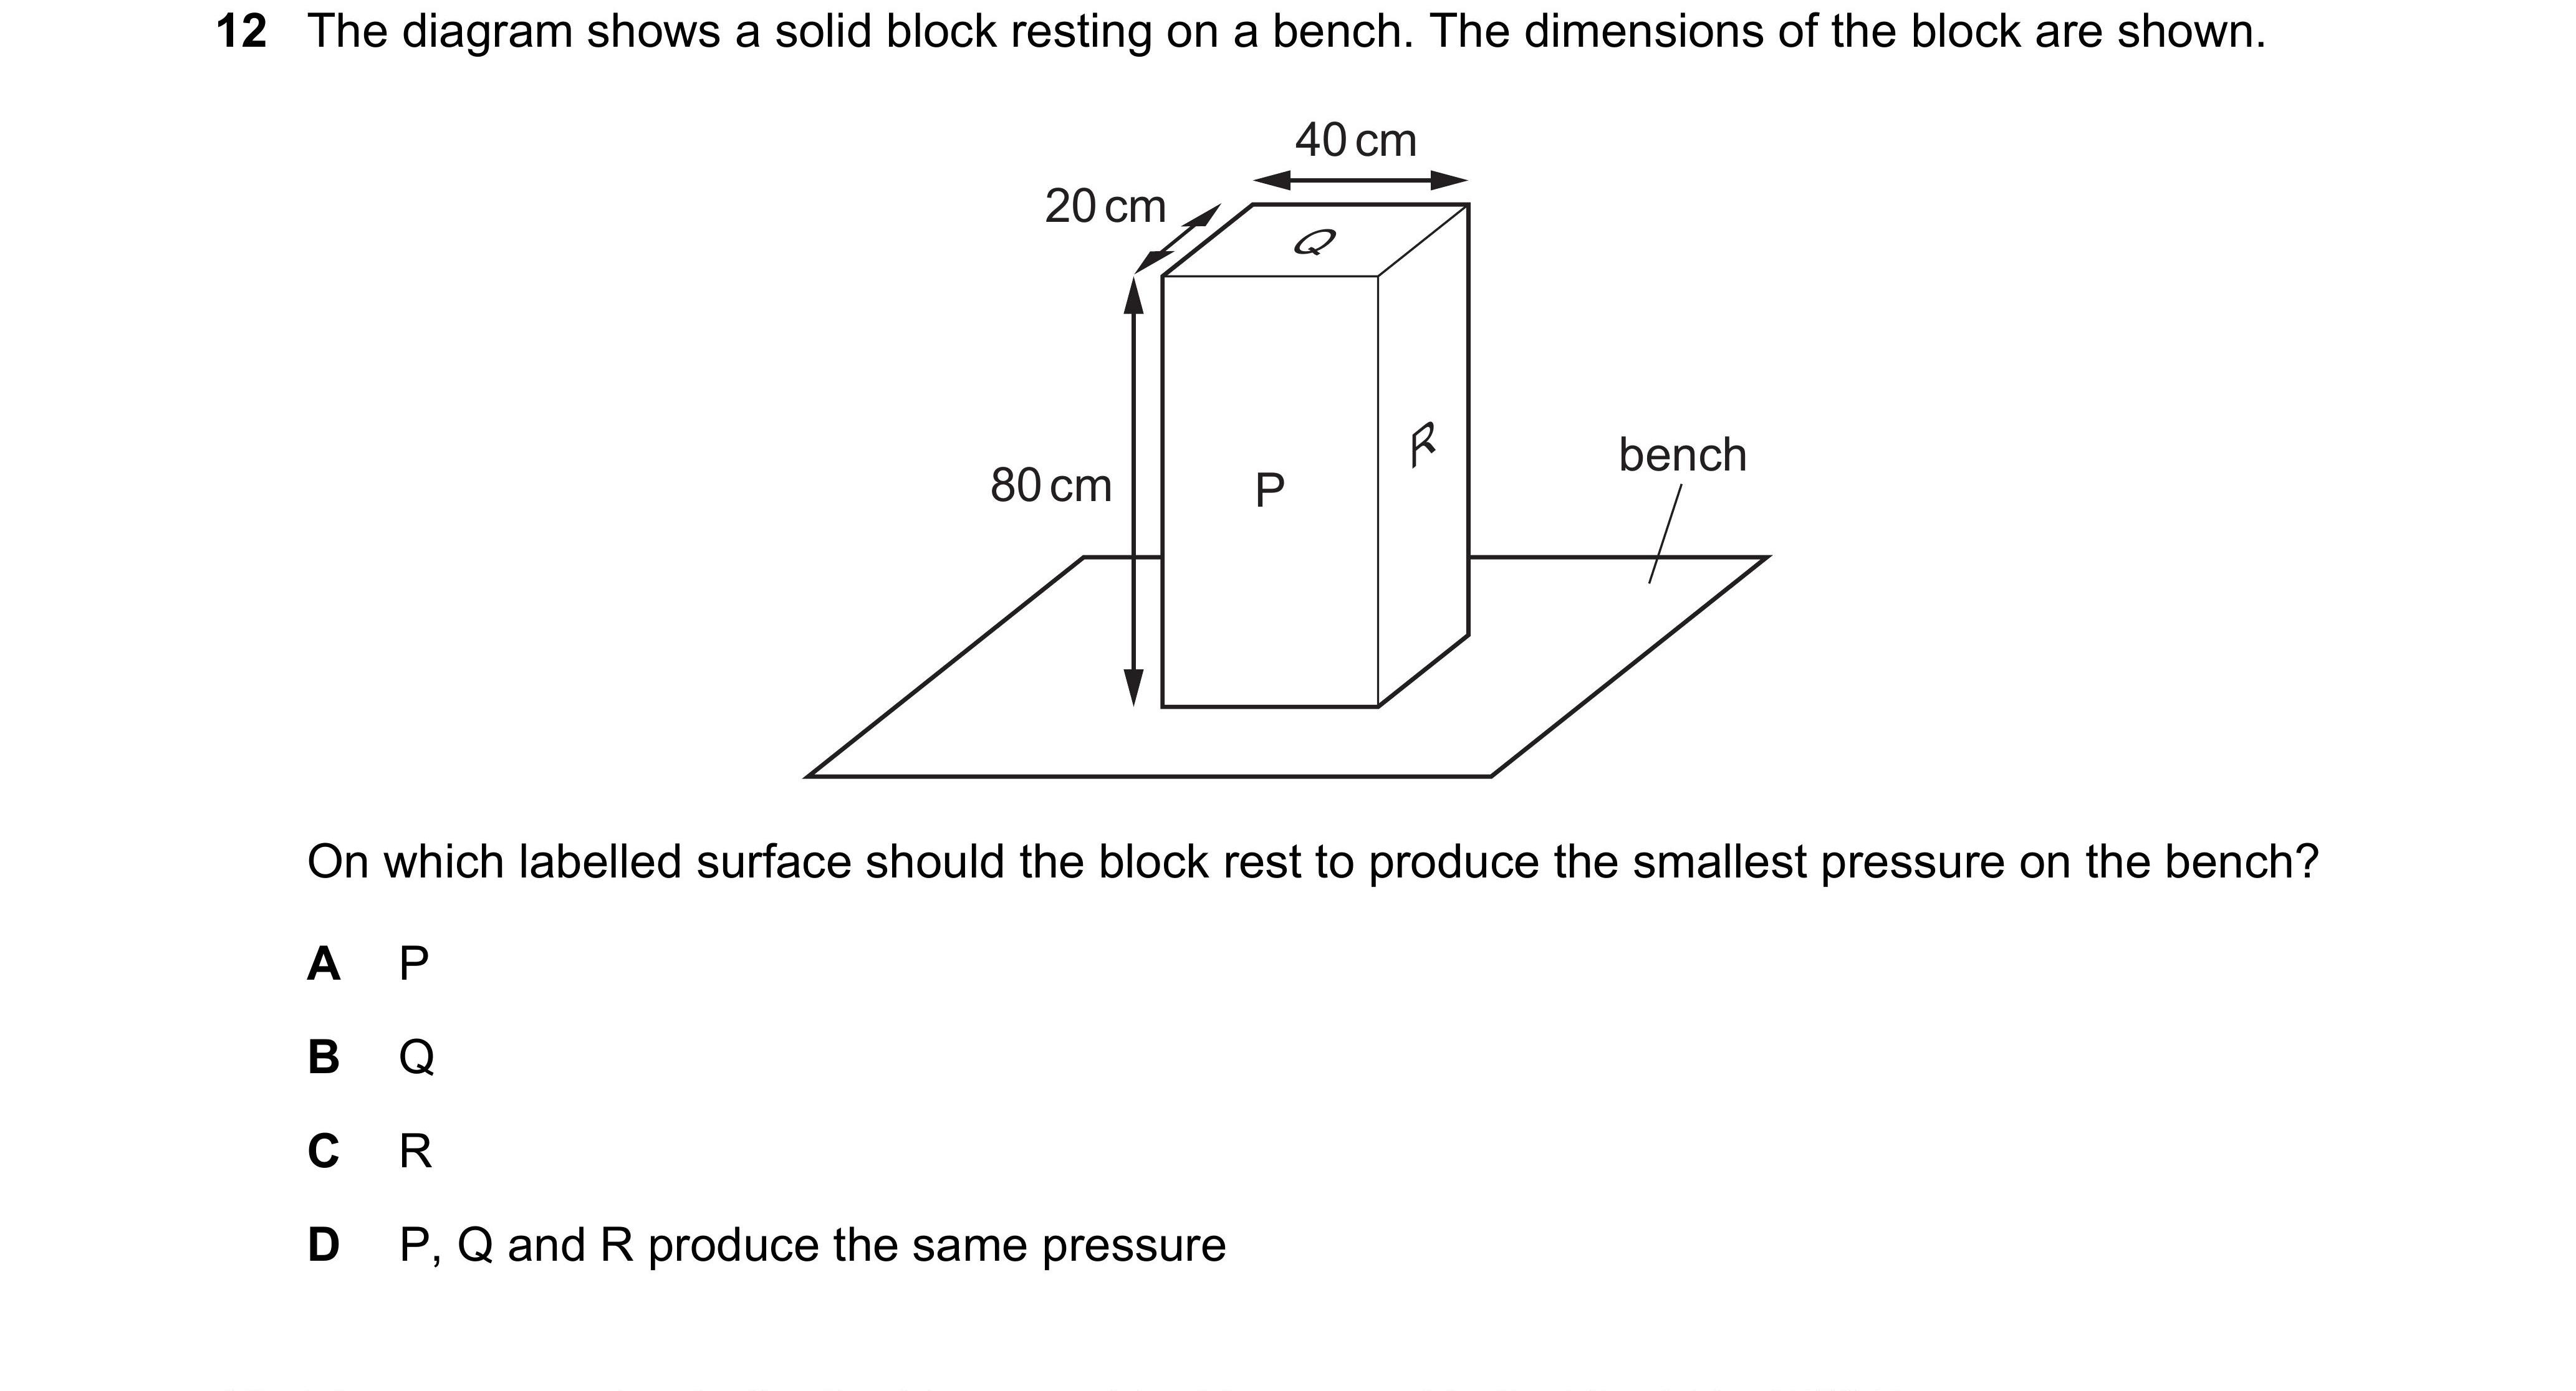 12 The diagram shows a solid block resting on a bench. The dimensions of the block are shown.
40 cm
20 cm
Q
80 cm
P
R
bench
On which labelled surface should the block rest to produce the smallest pressure on the bench?
A P
B Q
C R
D P, Q and R produce the same pressure